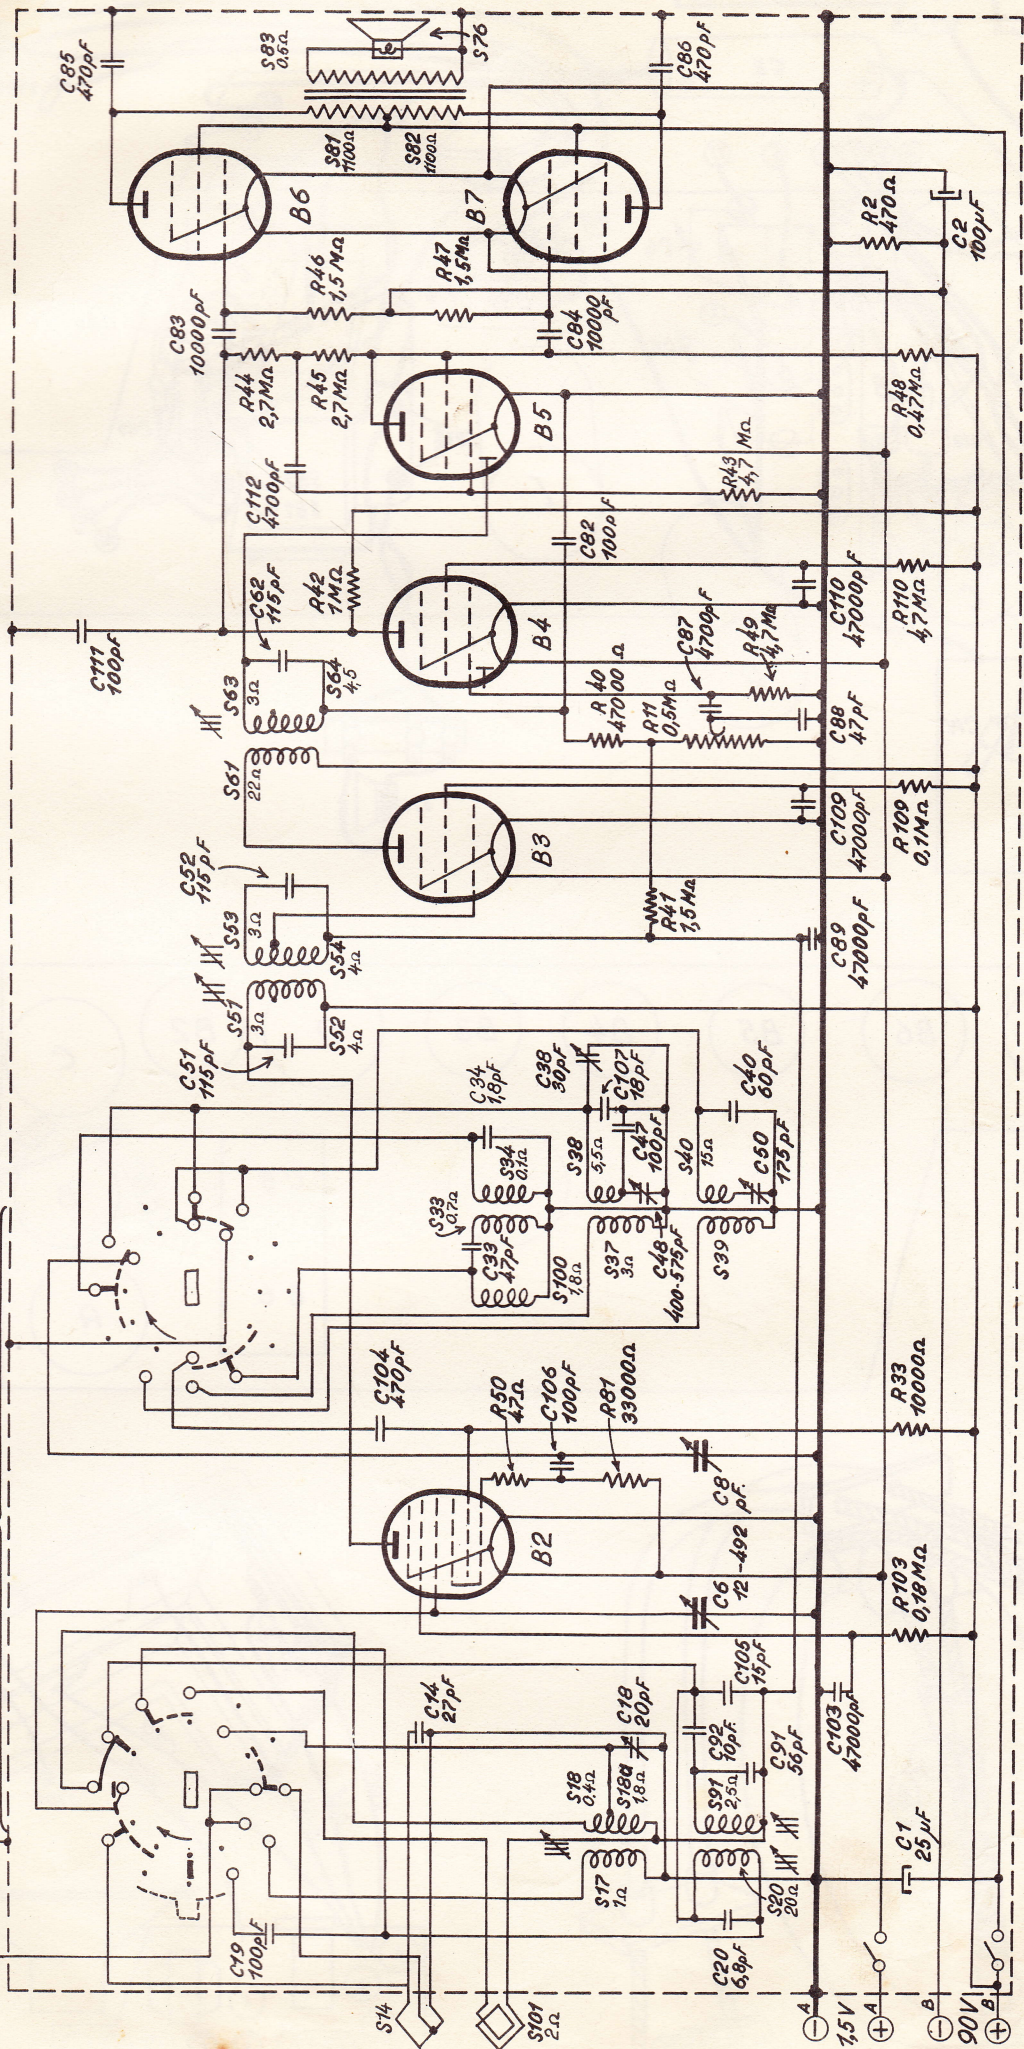 C85
470pF
S83
0.5Ω
S76
C86
470pF
S81
1100Ω
S82
1100Ω
B6
B7
R2
470Ω
C2
100µF
C83
10000pF
R46
1,5MΩ
R47
1,5MΩ
C84
10000
pF
R44
2,7MΩ
R45
2,7MΩ
B5
R48
0,47MΩ
R43
4,7 MΩ
C112
4700pF
C82
100pF
C111
100pF
C62
115pF
R42
1MΩ
B4
C110
47000pF
R110
4,7MΩ
S63
3Ω
S64
4,5
R40
47000 Ω
R11
0,5MΩ
C87
4700pF
R49
4,7MΩ
C88
47pF
S61
22Ω
B3
C109
47000pF
R109
0,1MΩ
C52
115pF
S53
3Ω
S54
4Ω
R41
1,5MΩ
C89
47000pF
S51
3Ω
S52
4Ω
C51
115pF
C34
1,8pF
C38
30pF
C107
18pF
C40
60pF
S34
0.1Ω
S38
5,5Ω
C47
100pF
S40
15Ω
C50
175pF
S33
0.7Ω
C33
47pF
S100
1,8Ω
S37
3Ω
C48
400-575pF
S39
C104
470pF
R50
47Ω
C106
100pF
R81
33000Ω
R33
10000Ω
C8
pF.
B2
C6
12-492
R103
0,18MΩ
C14
27pF
C18
20pF
C105
15pF
C92
10pF.
C91
56pF
C103
47000pF
S18
0.4Ω
S18a
1,8Ω
S91
2,5Ω
S17
1Ω
S20
20Ω
C1
25µF
C19
100pF
C20
6,8pF
S14
S101
2Ω
A
−
1,5V
A
+
B
−
90V
B
+